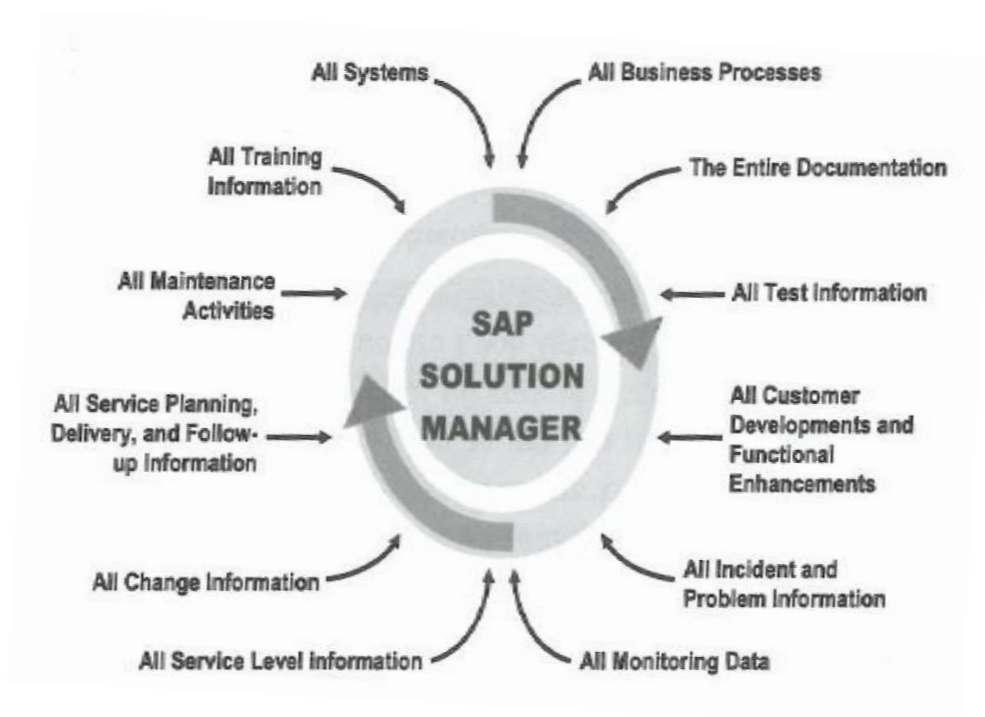 All Systems
All Business Processes
All Training
Information
The Entire Documentation
All Maintenance
Activities
All Test Information
SAP
SOLUTION
MANAGER
All Service Planning,
Delivery, and Follow-
up Information
All Customer
Developments and
Functional
Enhancements
All Change Information
All Incident and
Problem Information
All Service Level Information
All Monitoring Data